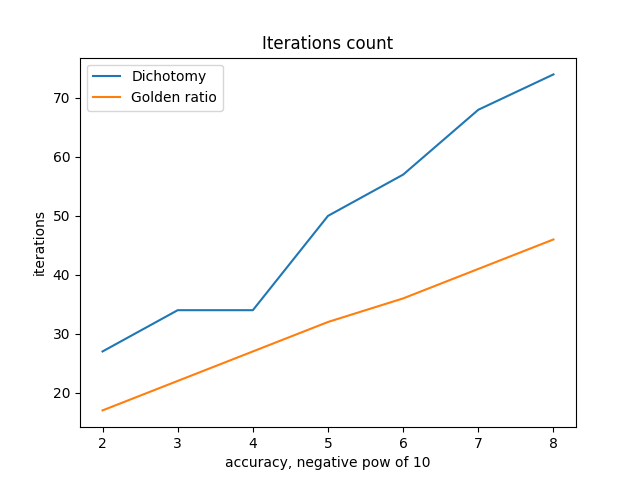 Iterations count
Dichotomy
Golden ratio
iterations
70
60
50
40
30
20
2 3 4 5 6 7 8
accuracy, negative pow of 10